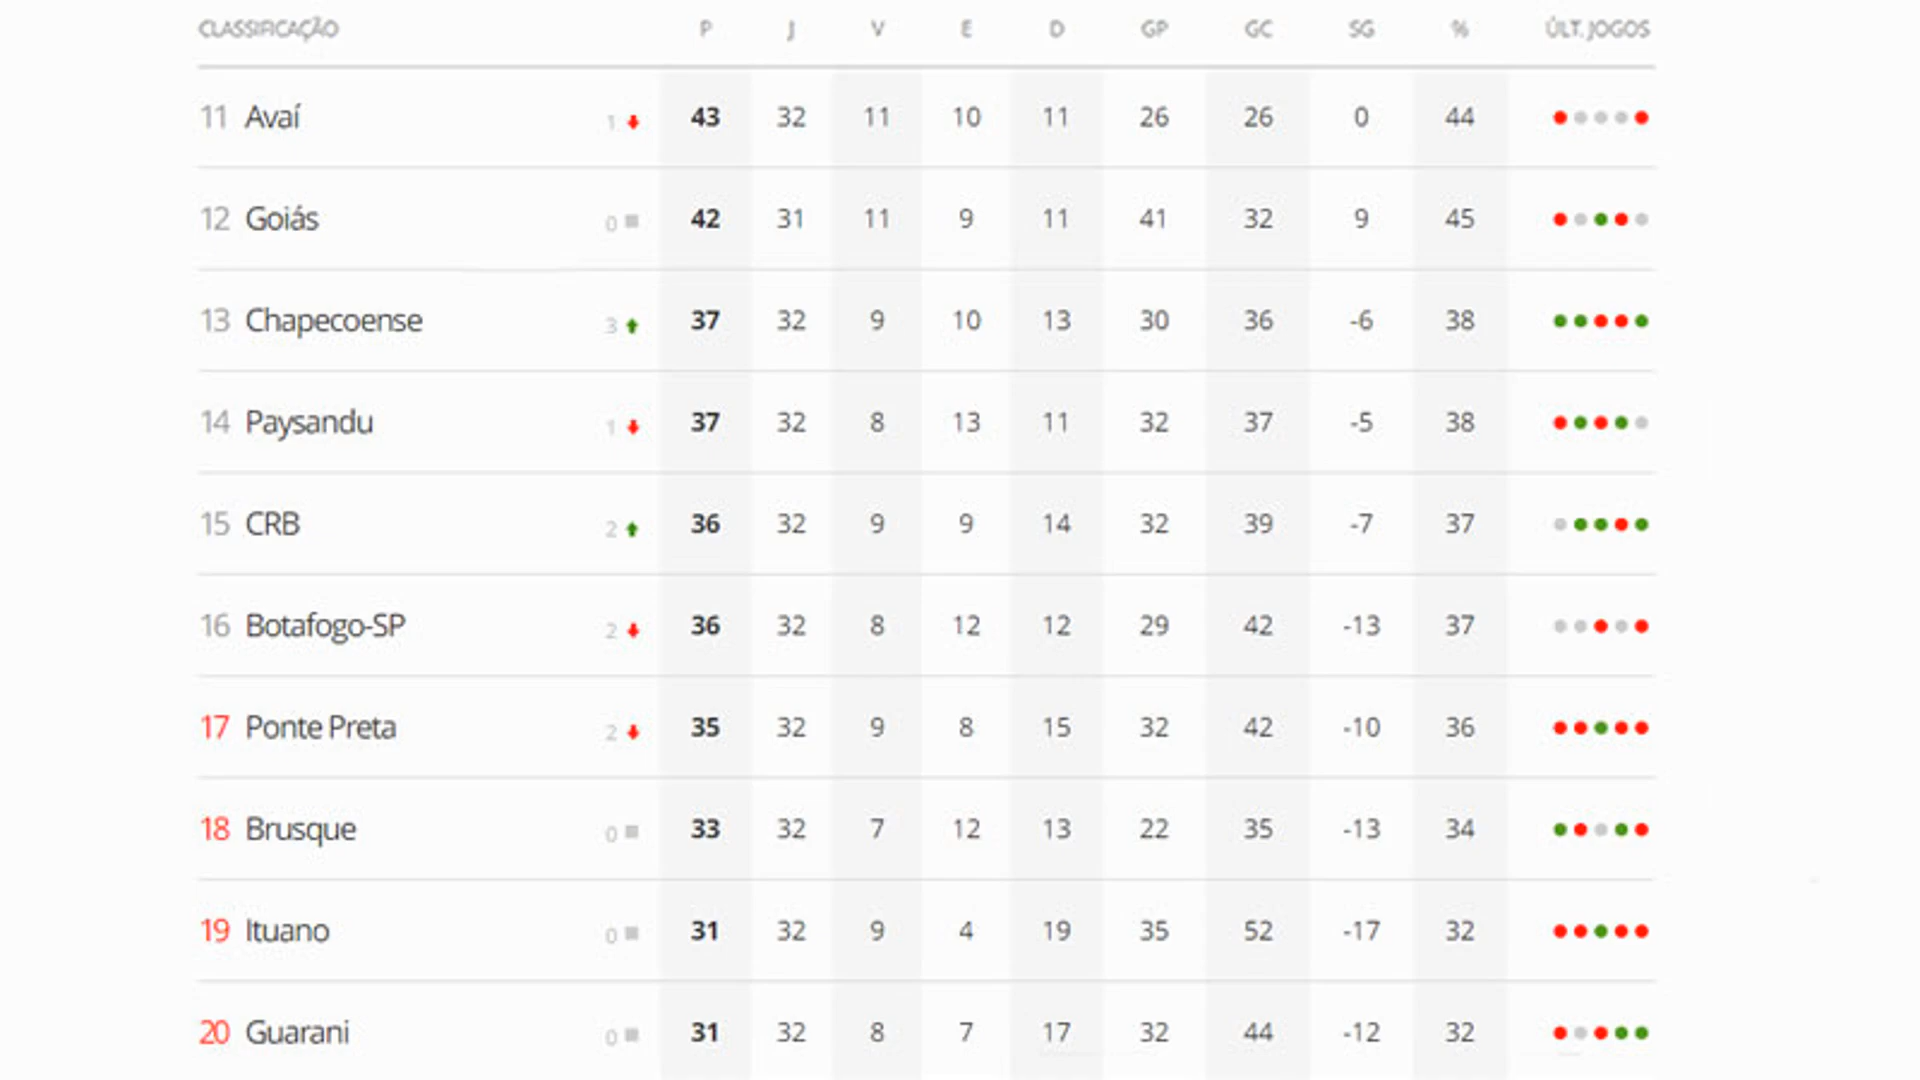 CLASSIFICAÇÃO P J V E D GP GC SG % ÚLT. JOGOS
11 Avaí 1 43 32 11 10 11 26 26 0 44
12 Goiás 0 42 31 11 9 11 41 32 9 45
13 Chapecoense 3 37 32 9 10 13 30 36 -6 38
14 Paysandu 1 37 32 8 13 11 32 37 -5 38
15 CRB 2 36 32 9 9 14 32 39 -7 37
16 Botafogo-SP 2 36 32 8 12 12 29 42 -13 37
17 Ponte Preta 2 35 32 9 8 15 32 42 -10 36
18 Brusque 0 33 32 7 12 13 22 35 -13 34
19 Ituano 0 31 32 9 4 19 35 52 -17 32
20 Guarani 0 31 32 8 7 17 32 44 -12 32